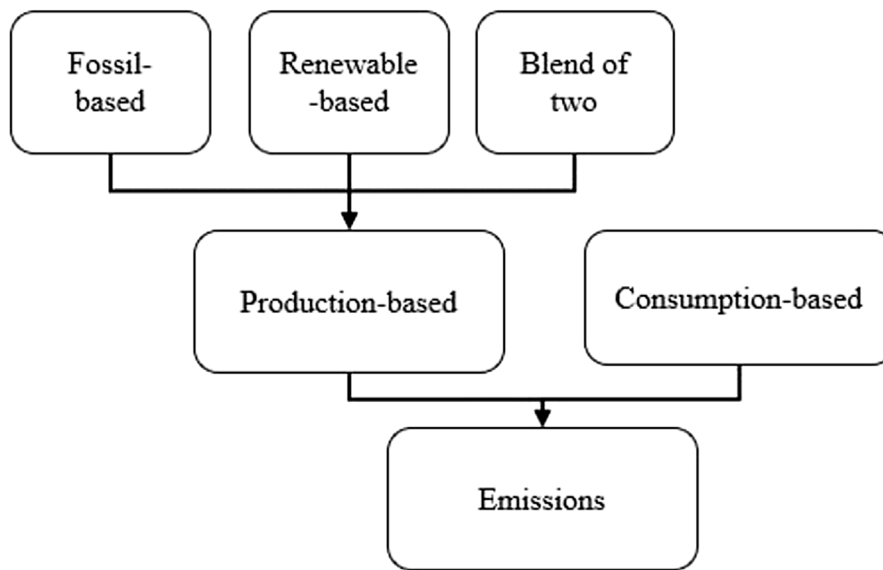 Fossil-
based
Renewable
-based
Blend of
two
Production-based
Consumption-based
Emissions